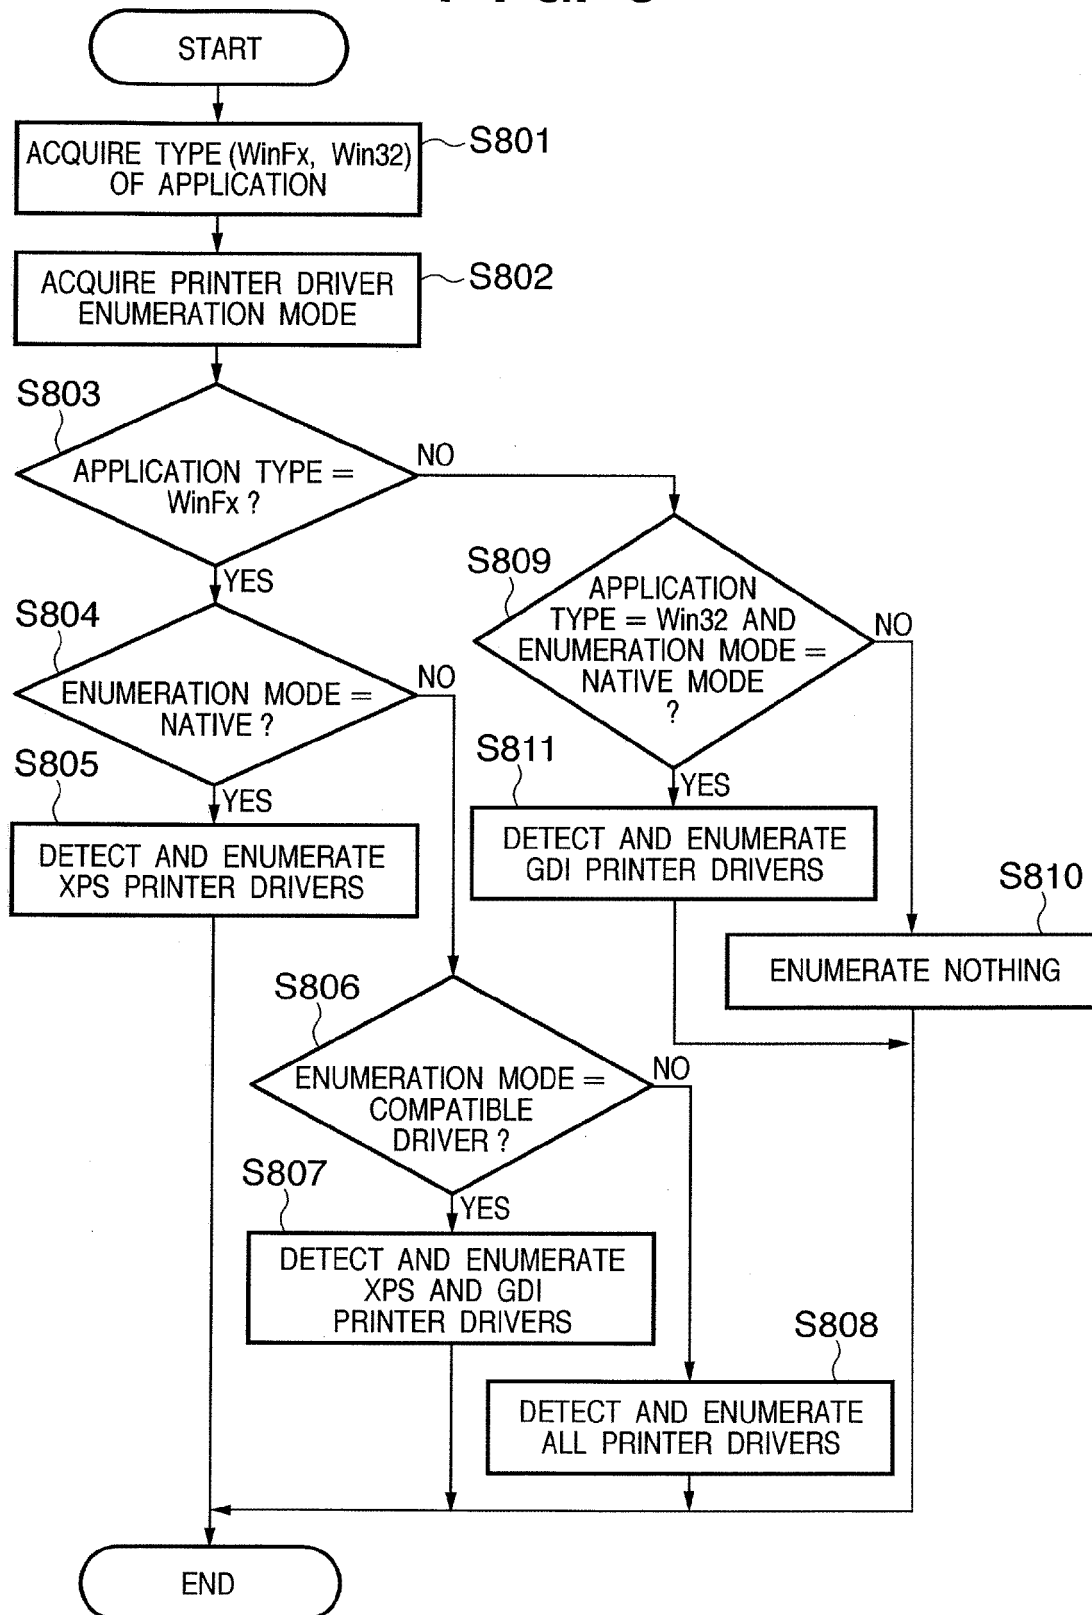 START
ACQUIRE TYPE (WinFx, Win32)
OF APPLICATION
S801
ACQUIRE PRINTER DRIVER
ENUMERATION MODE
S802
S803
APPLICATION TYPE =
WinFx ?
NO
YES
S804
ENUMERATION MODE =
NATIVE ?
NO
YES
S805
DETECT AND ENUMERATE
XPS PRINTER DRIVERS
S809
APPLICATION
TYPE = Win32 AND
ENUMERATION MODE =
NATIVE MODE
?
NO
YES
S811
DETECT AND ENUMERATE
GDI PRINTER DRIVERS
S810
ENUMERATE NOTHING
S806
ENUMERATION MODE =
COMPATIBLE
DRIVER ?
NO
YES
S807
DETECT AND ENUMERATE
XPS AND GDI
PRINTER DRIVERS
S808
DETECT AND ENUMERATE
ALL PRINTER DRIVERS
END